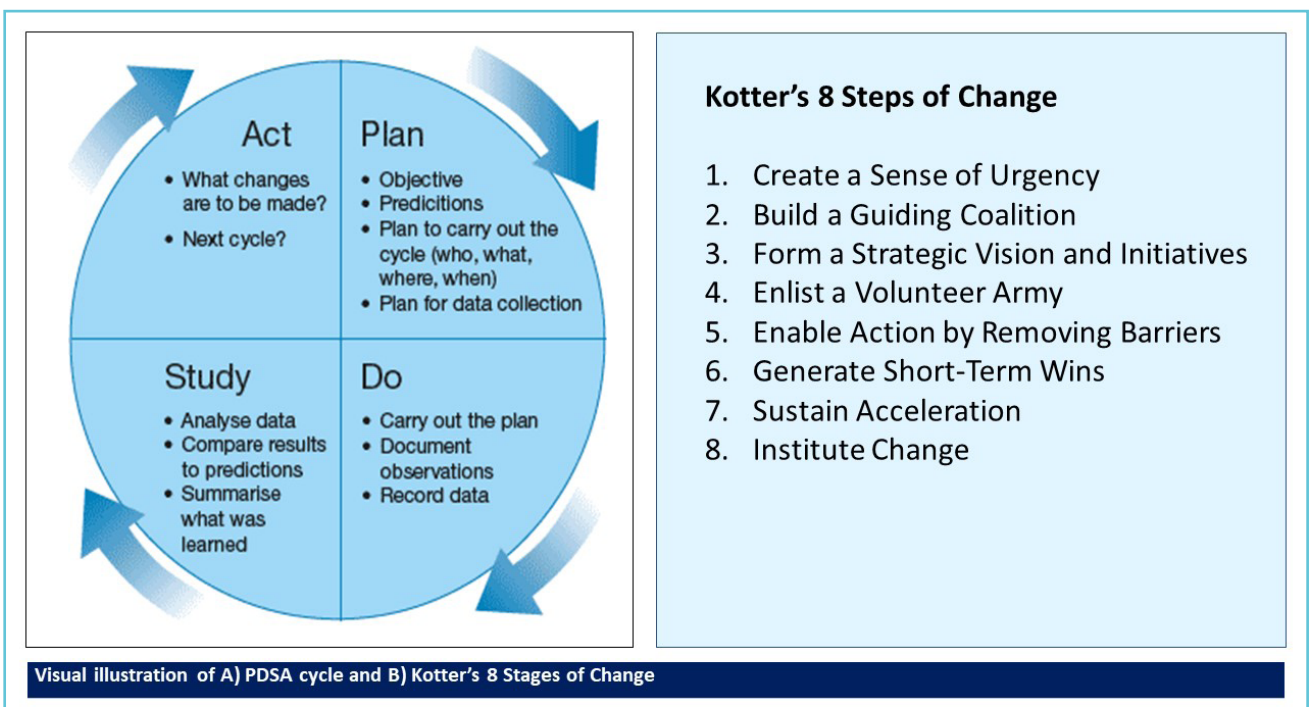 Act
• What changes
are to be made?
• Next cycle?
Plan
• Objective
• Predicitions
• Plan to carry out the
cycle (who, what,
where, when)
• Plan for data collection
Study
• Analyse data
• Compare results
to predictions
• Summarise
what was
learned
Do
• Carry out the plan
• Document
observations
• Record data
Kotter’s 8 Steps of Change
1. Create a Sense of Urgency
2. Build a Guiding Coalition
3. Form a Strategic Vision and Initiatives
4. Enlist a Volunteer Army
5. Enable Action by Removing Barriers
6. Generate Short-Term Wins
7. Sustain Acceleration
8. Institute Change
Visual illustration of A) PDSA cycle and B) Kotter’s 8 Stages of Change